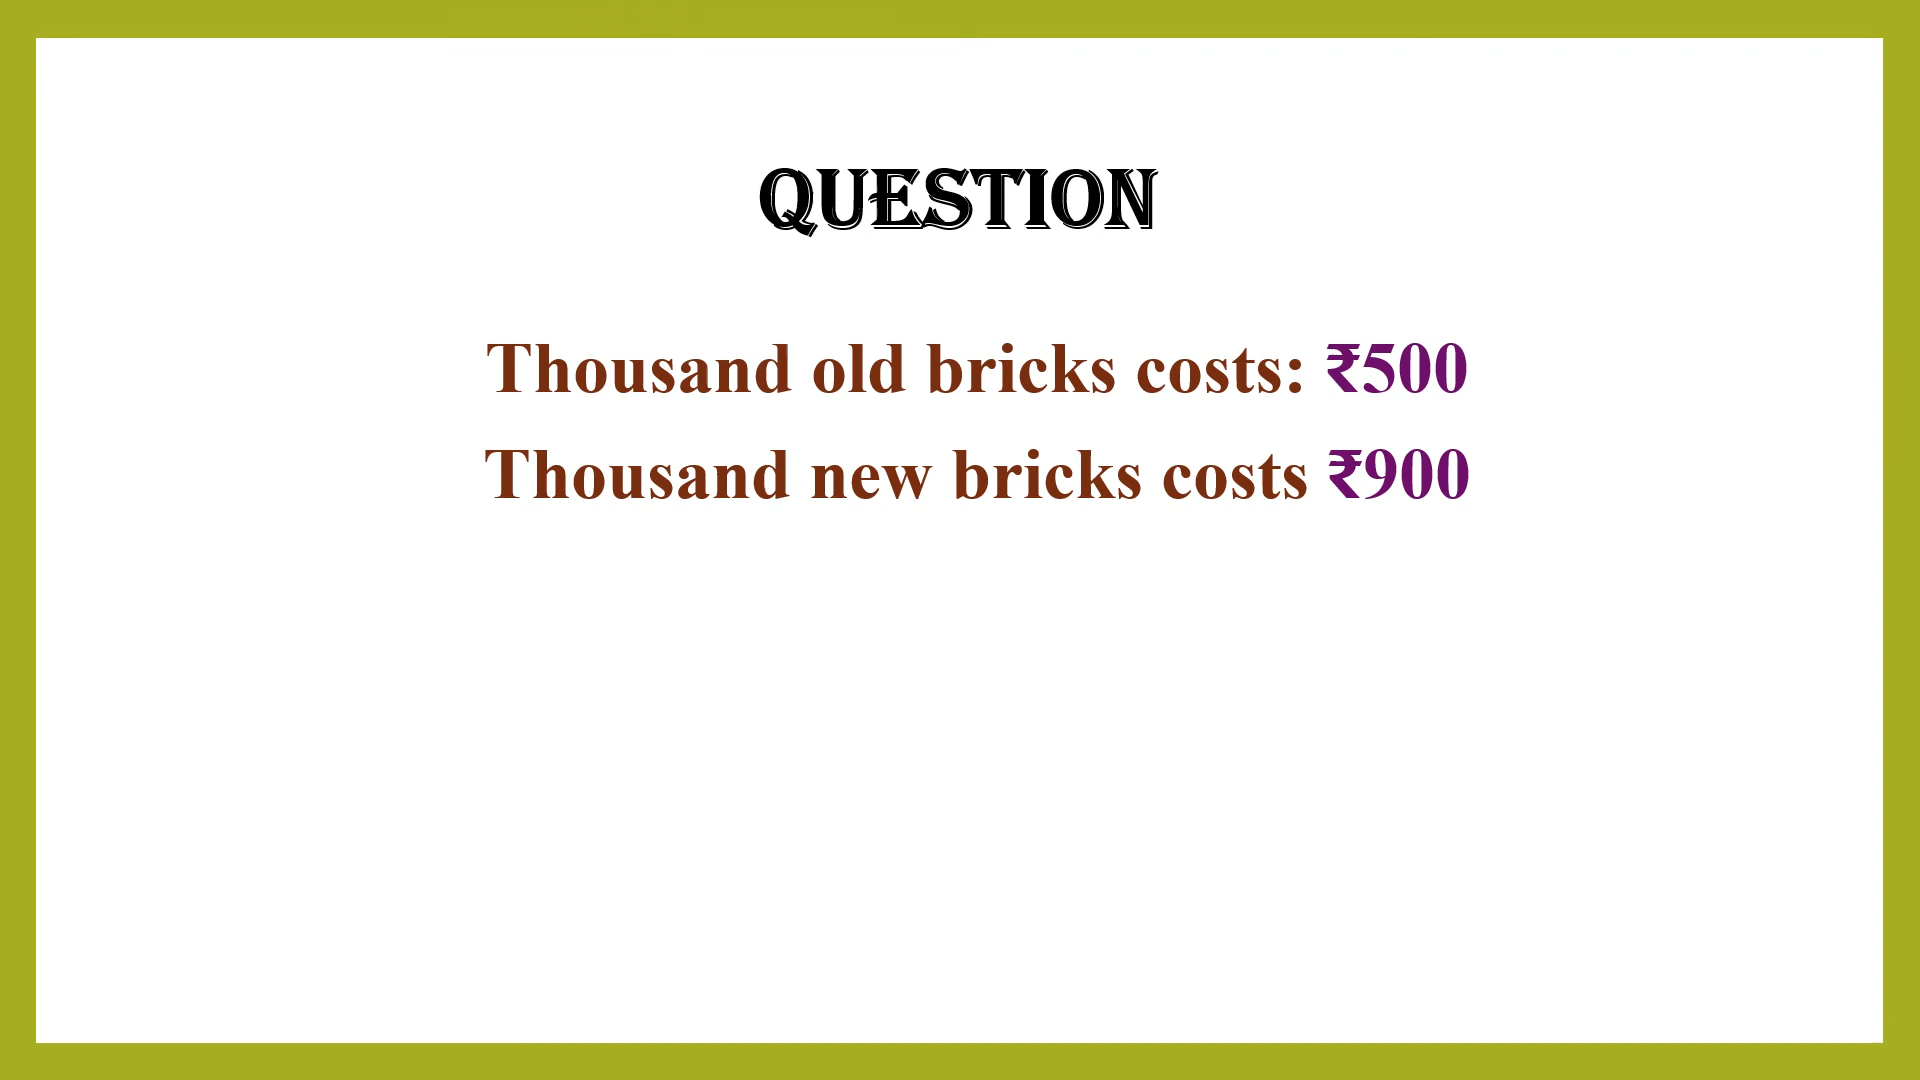 QUESTION
Thousand old bricks costs: ₹500
Thousand new bricks costs ₹900